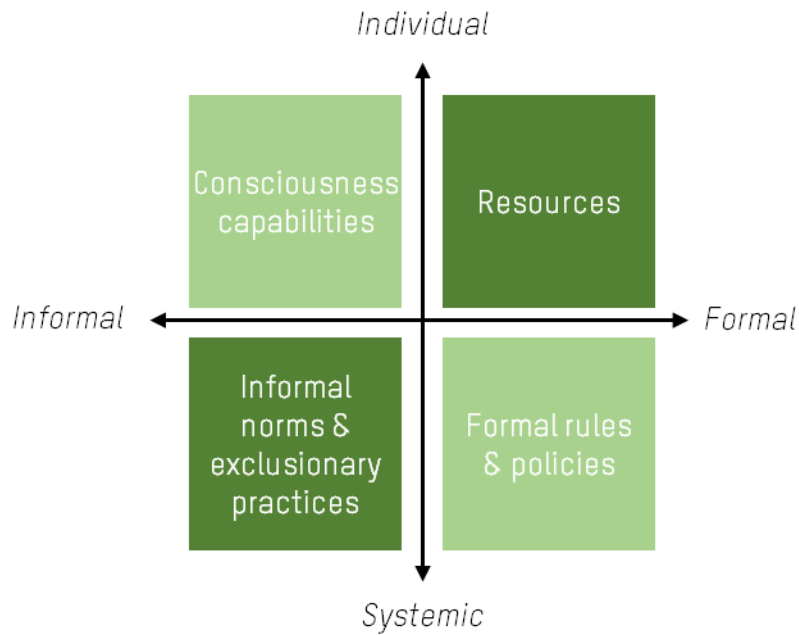 Individual
Consciousness
capabilities
Resources
Informal
Formal
Informal
norms &
exclusionary
practices
Formal rules
& policies
Systemic